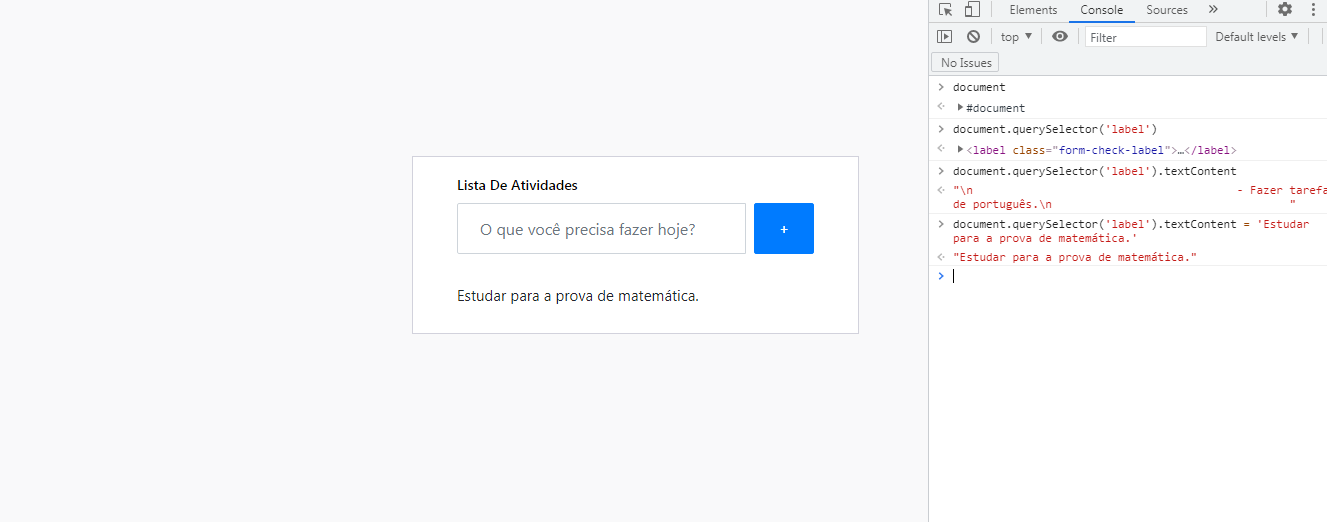 Lista De Atividades
O que você precisa fazer hoje?
+
Estudar para a prova de matemática.
Elements Console Sources »
top ▼ Filter Default levels ▼
No Issues
> document
<· ▶#document
> document.querySelector('label')
<· ▶<label class="form-check-label">…</label>
> document.querySelector('label').textContent
<· "\n - Fazer tarefa
de português.\n "
> document.querySelector('label').textContent = 'Estudar
para a prova de matemática.'
<· "Estudar para a prova de matemática."
>